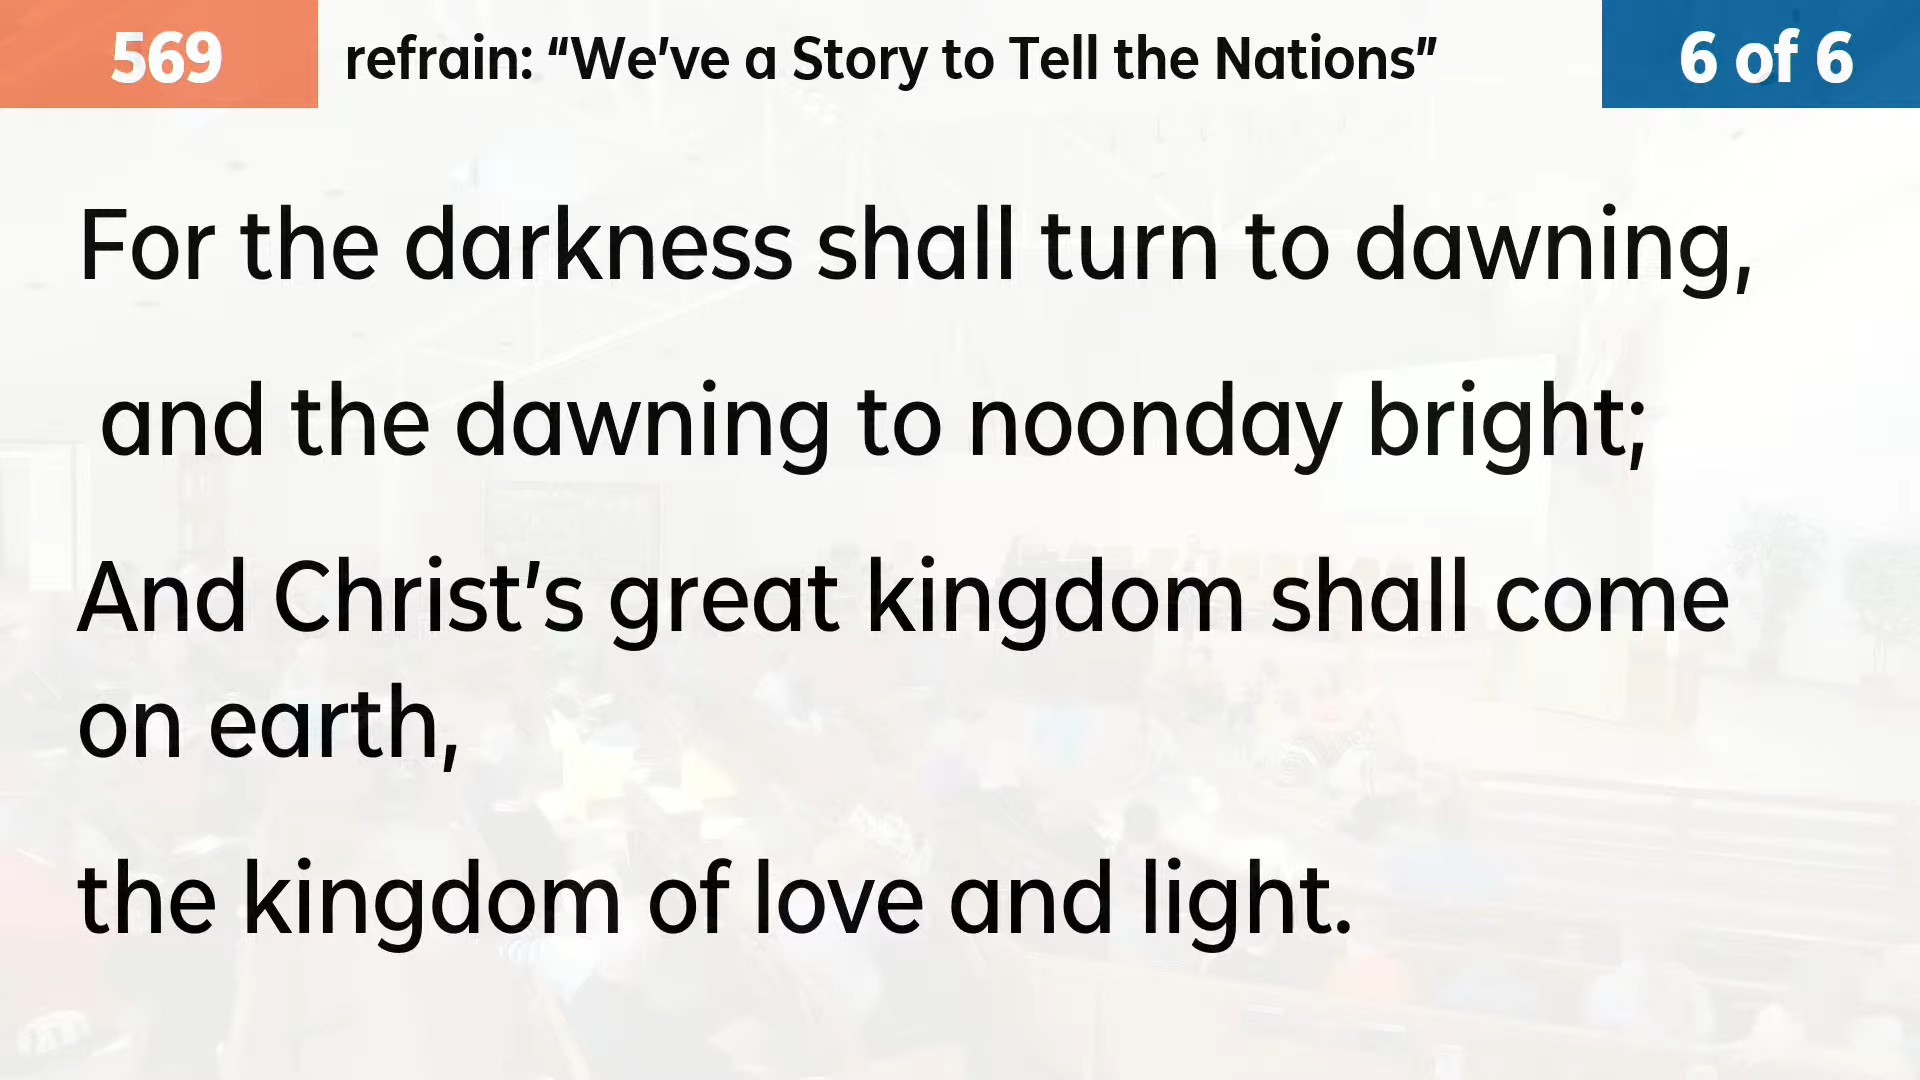 569
refrain: “We’ve a Story to Tell the Nations”
6 of 6
For the darkness shall turn to dawning,
and the dawning to noonday bright;
And Christ’s great kingdom shall come
on earth,
the kingdom of love and light.